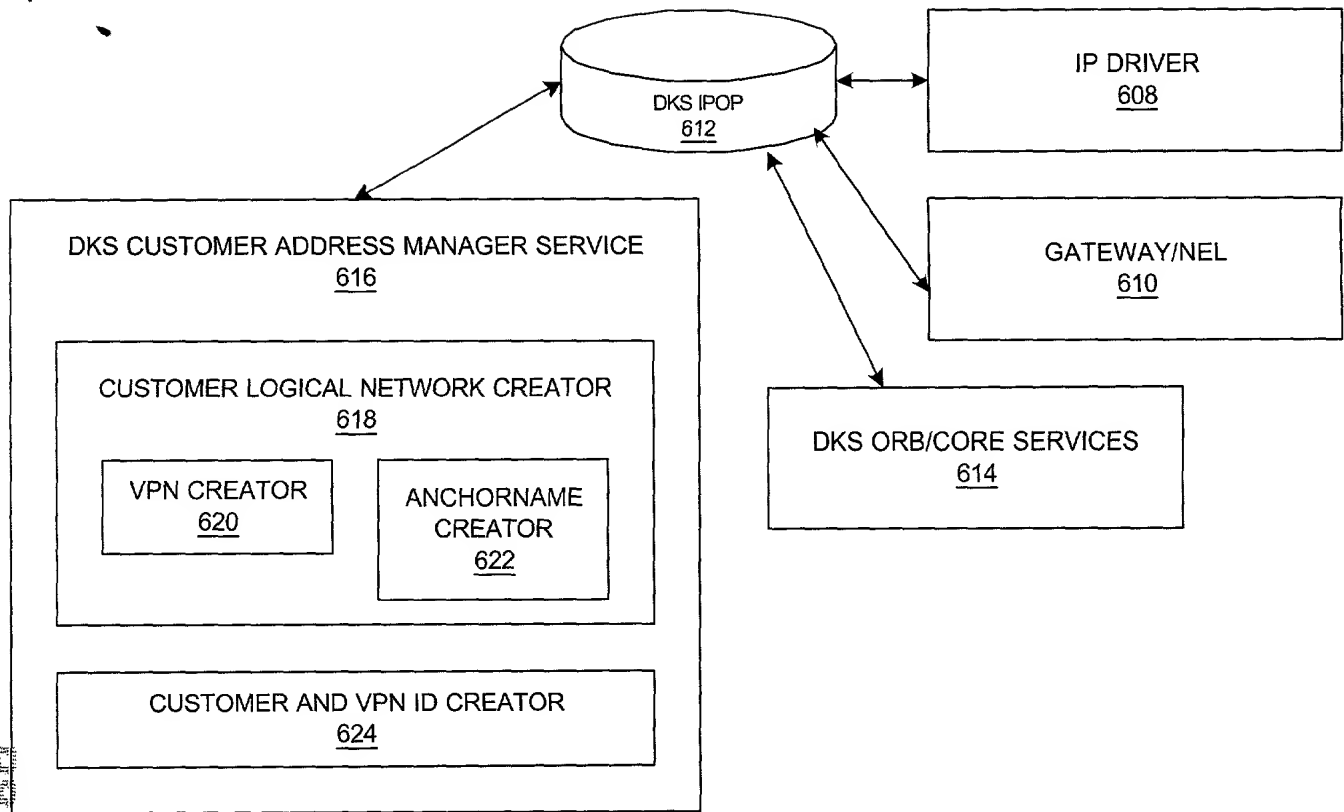 DKS IPOP
612
IP DRIVER
608
GATEWAY/NEL
610
DKS ORB/CORE SERVICES
614
DKS CUSTOMER ADDRESS MANAGER SERVICE
616
CUSTOMER LOGICAL NETWORK CREATOR
618
VPN CREATOR
620
ANCHORNAME
CREATOR
622
CUSTOMER AND VPN ID CREATOR
624